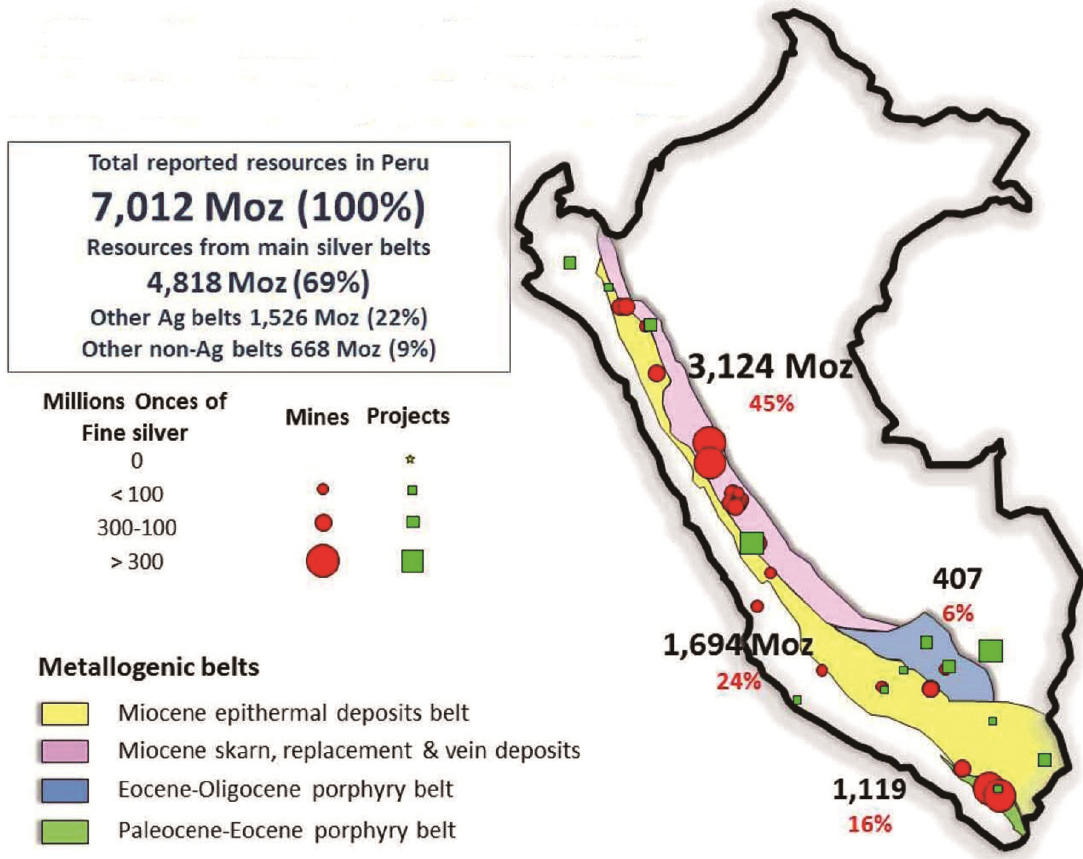 Total reported resources in Peru
7,012 Moz (100%)
Resources from main silver belts
4,818 Moz (69%)
Other Ag belts 1,526 Moz (22%)
Other non-Ag belts 668 Moz (9%)
Millions Onces of
Fine silver
Mines
Projects
0
< 100
300-100
> 300
Metallogenic belts
Miocene epithermal deposits belt
Miocene skarn, replacement & vein deposits
Eocene-Oligocene porphyry belt
Paleocene-Eocene porphyry belt
3,124 Moz
45%
407
6%
1,694 Moz
24%
1,119
16%